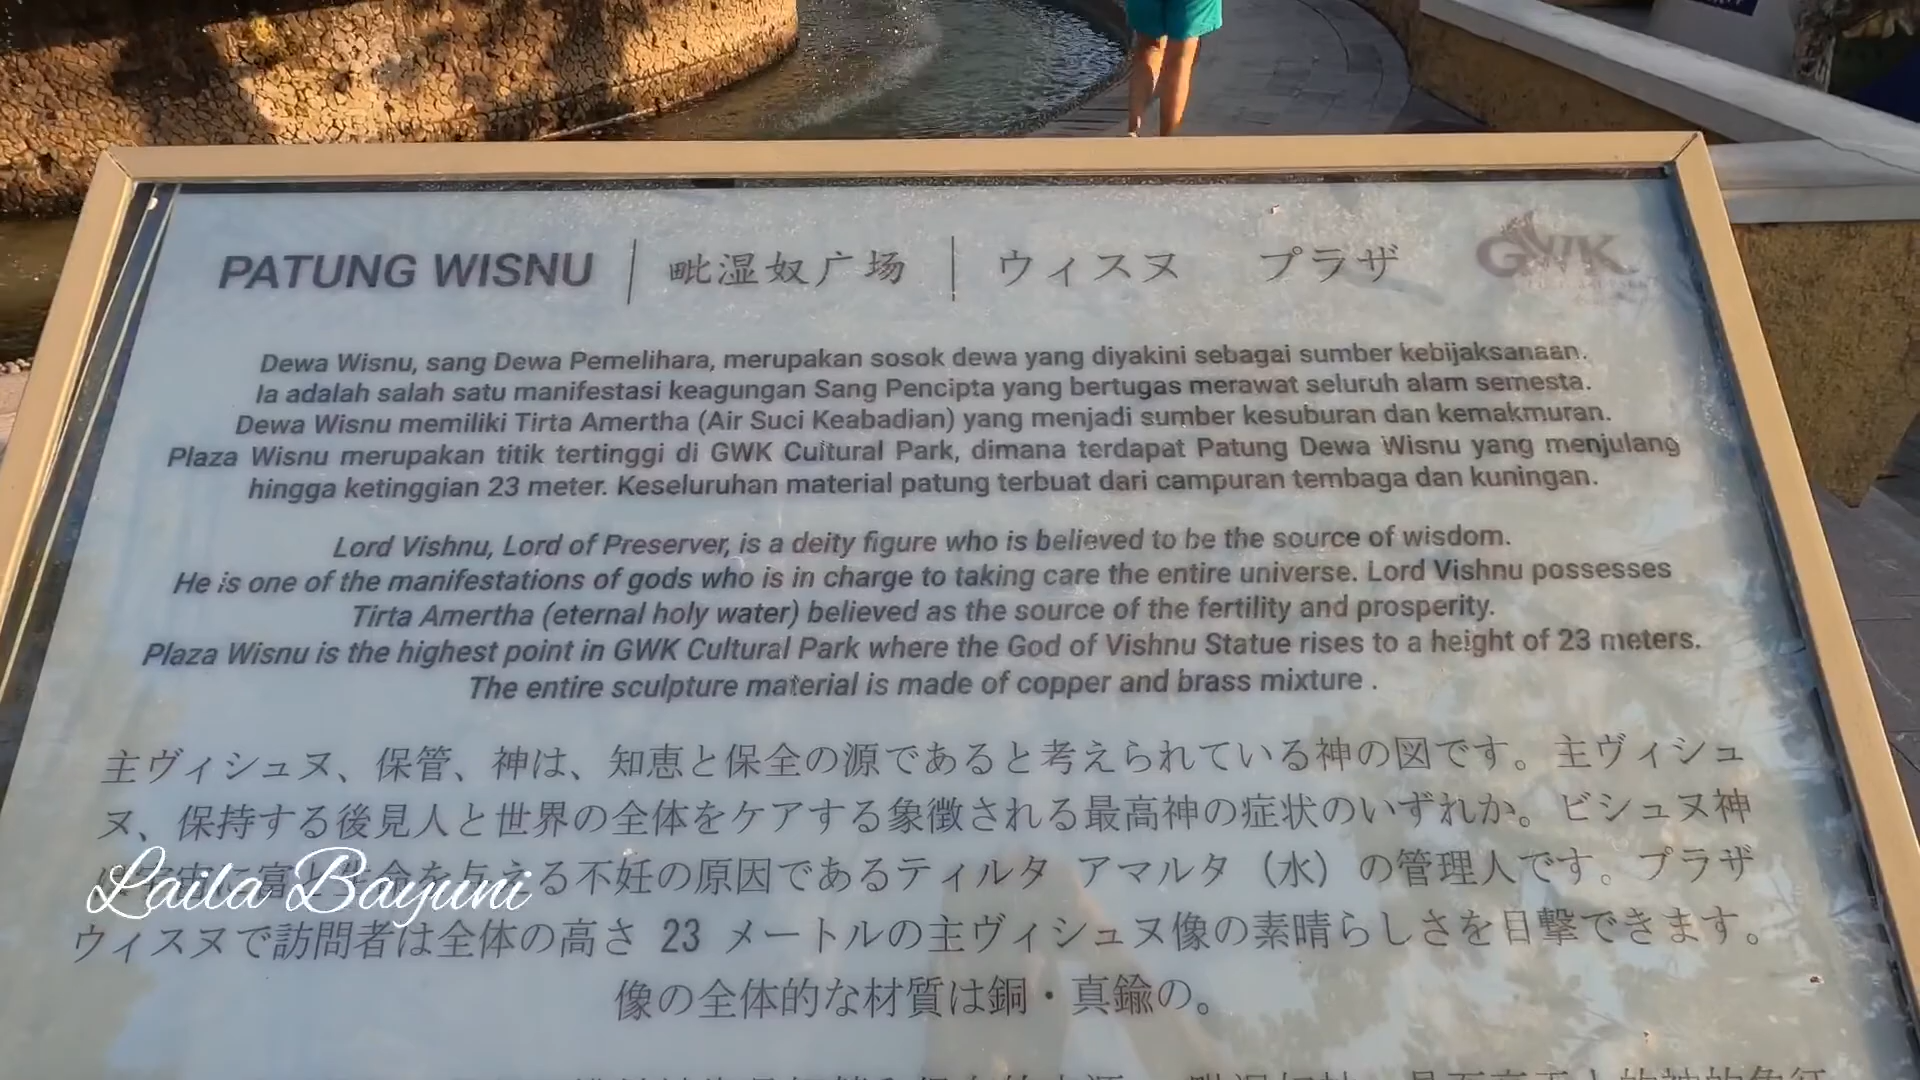 PATUNG WISNU | 毗湿奴广场 | ウィスヌ プラザ
GWK
Dewa Wisnu, sang Dewa Pemelihara, merupakan sosok dewa yang diyakini sebagai sumber kebijaksanaan.
Ia adalah salah satu manifestasi keagungan Sang Pencipta yang bertugas merawat seluruh alam semesta.
Dewa Wisnu memiliki Tirta Amertha (Air Suci Keabadian) yang menjadi sumber kesuburan dan kemakmuran.
Plaza Wisnu merupakan titik tertinggi di GWK Cultural Park, dimana terdapat Patung Dewa Wisnu yang menjulang
hingga ketinggian 23 meter. Keseluruhan material patung terbuat dari campuran tembaga dan kuningan.
Lord Vishnu, Lord of Preserver, is a deity figure who is believed to be the source of wisdom.
He is one of the manifestations of gods who is in charge to taking care the entire universe. Lord Vishnu possesses
Tirta Amertha (eternal holy water) believed as the source of the fertility and prosperity.
Plaza Wisnu is the highest point in GWK Cultural Park where the God of Vishnu Statue rises to a height of 23 meters.
The entire sculpture material is made of copper and brass mixture .
主ヴィシュヌ、保管、神は、知恵と保全の源であると考えられている神の図です。主ヴィシュ
ヌ、保持する後見人と世界の全体をケアする象徴される最高神の症状のいずれか。ビシュヌ神
を与える不妊の原因であるティルタ アマルタ（水）の管理人です。プラザ
Laila Bayuni
ウィスヌで訪問者は全体の高さ 23 メートルの主ヴィシュヌ像の素晴らしさを目撃できます。
像の全体的な材質は銅・真鍮の。